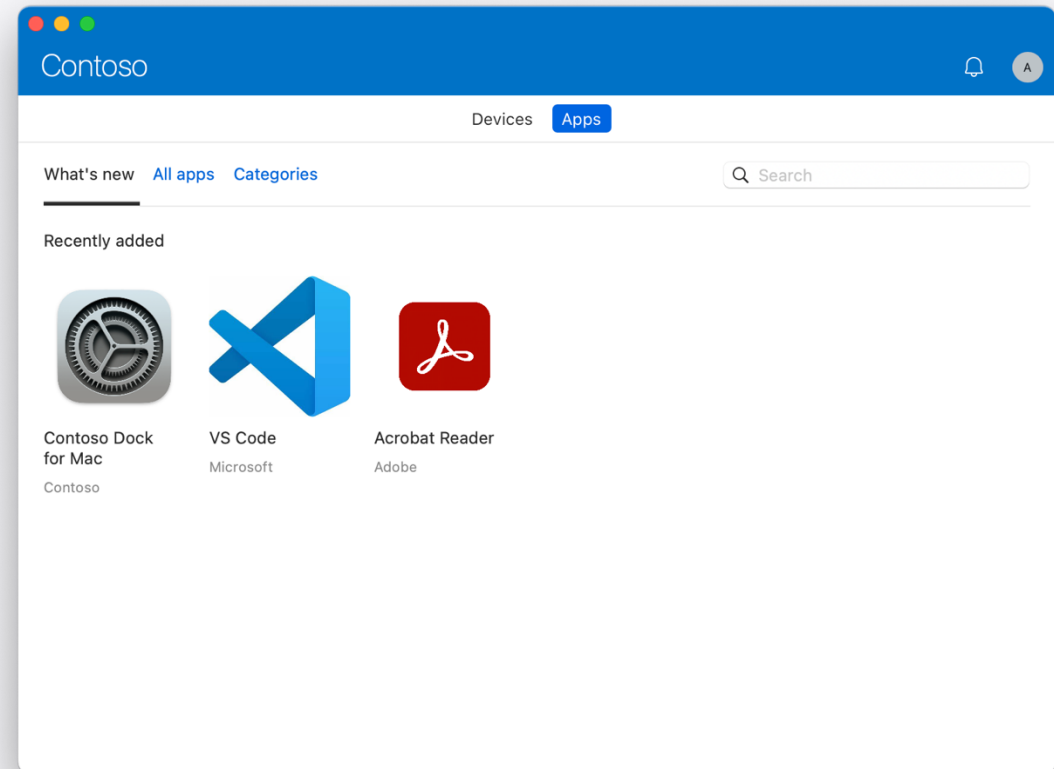 Contoso
A
Devices Apps
What's new All apps Categories
Search
Recently added
Contoso Dock
for Mac
Contoso
VS Code
Microsoft
Acrobat Reader
Adobe